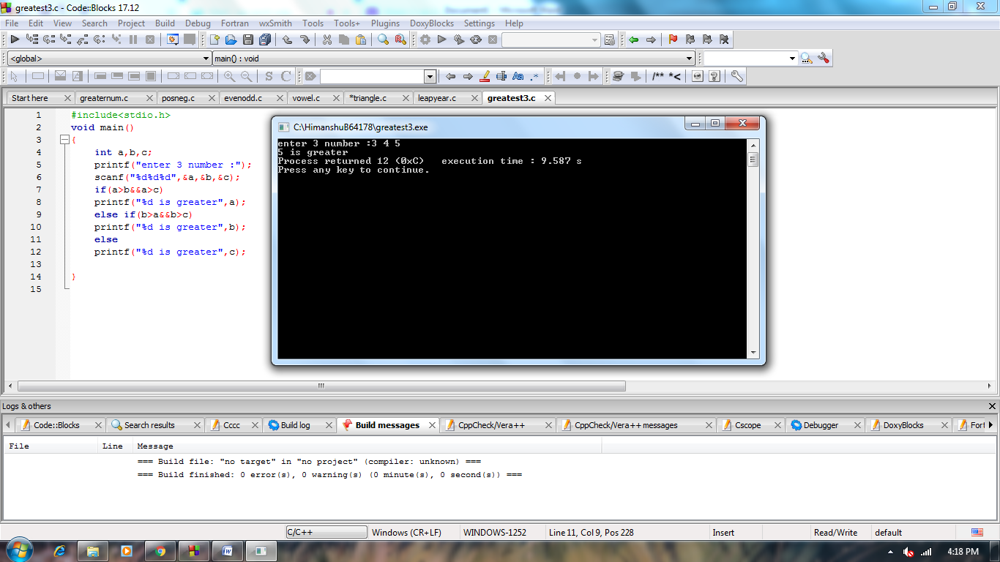 greatest3.c - Code::Blocks 17.12
File Edit View Search Project Build Debug Fortran wxSmith Tools Tools+ Plugins DoxyBlocks Settings Help
<global> main() : void
S C Aa .* /** *<
Start here greaternum.c posneg.c evenodd.c vowel.c *triangle.c leapyear.c greatest3.c
1 #include<stdio.h>
2 void main()
3 {
4 int a,b,c;
5 printf("enter 3 number :");
6 scanf("%d%d%d",&a,&b,&c);
7 if(a>b&&a>c)
8 printf("%d is greater",a);
9 else if(b>a&&b>c)
10 printf("%d is greater",b);
11 else
12 printf("%d is greater",c);
13
14 }
15
C:\HimanshuB64178\greatest3.exe
enter 3 number :3 4 5
5 is greater
Process returned 12 (0xC)   execution time : 9.587 s
Press any key to continue.
Logs & others
Code::Blocks Search results Cccc Build log Build messages CppCheck/Vera++ CppCheck/Vera++ messages Cscope Debugger DoxyBlocks Fort
File Line Message
=== Build file: "no target" in "no project" (compiler: unknown) ===
=== Build finished: 0 error(s), 0 warning(s) (0 minute(s), 0 second(s)) ===
C/C++ Windows (CR+LF) WINDOWS-1252 Line 11, Col 9, Pos 228 Insert Read/Write default
4:18 PM